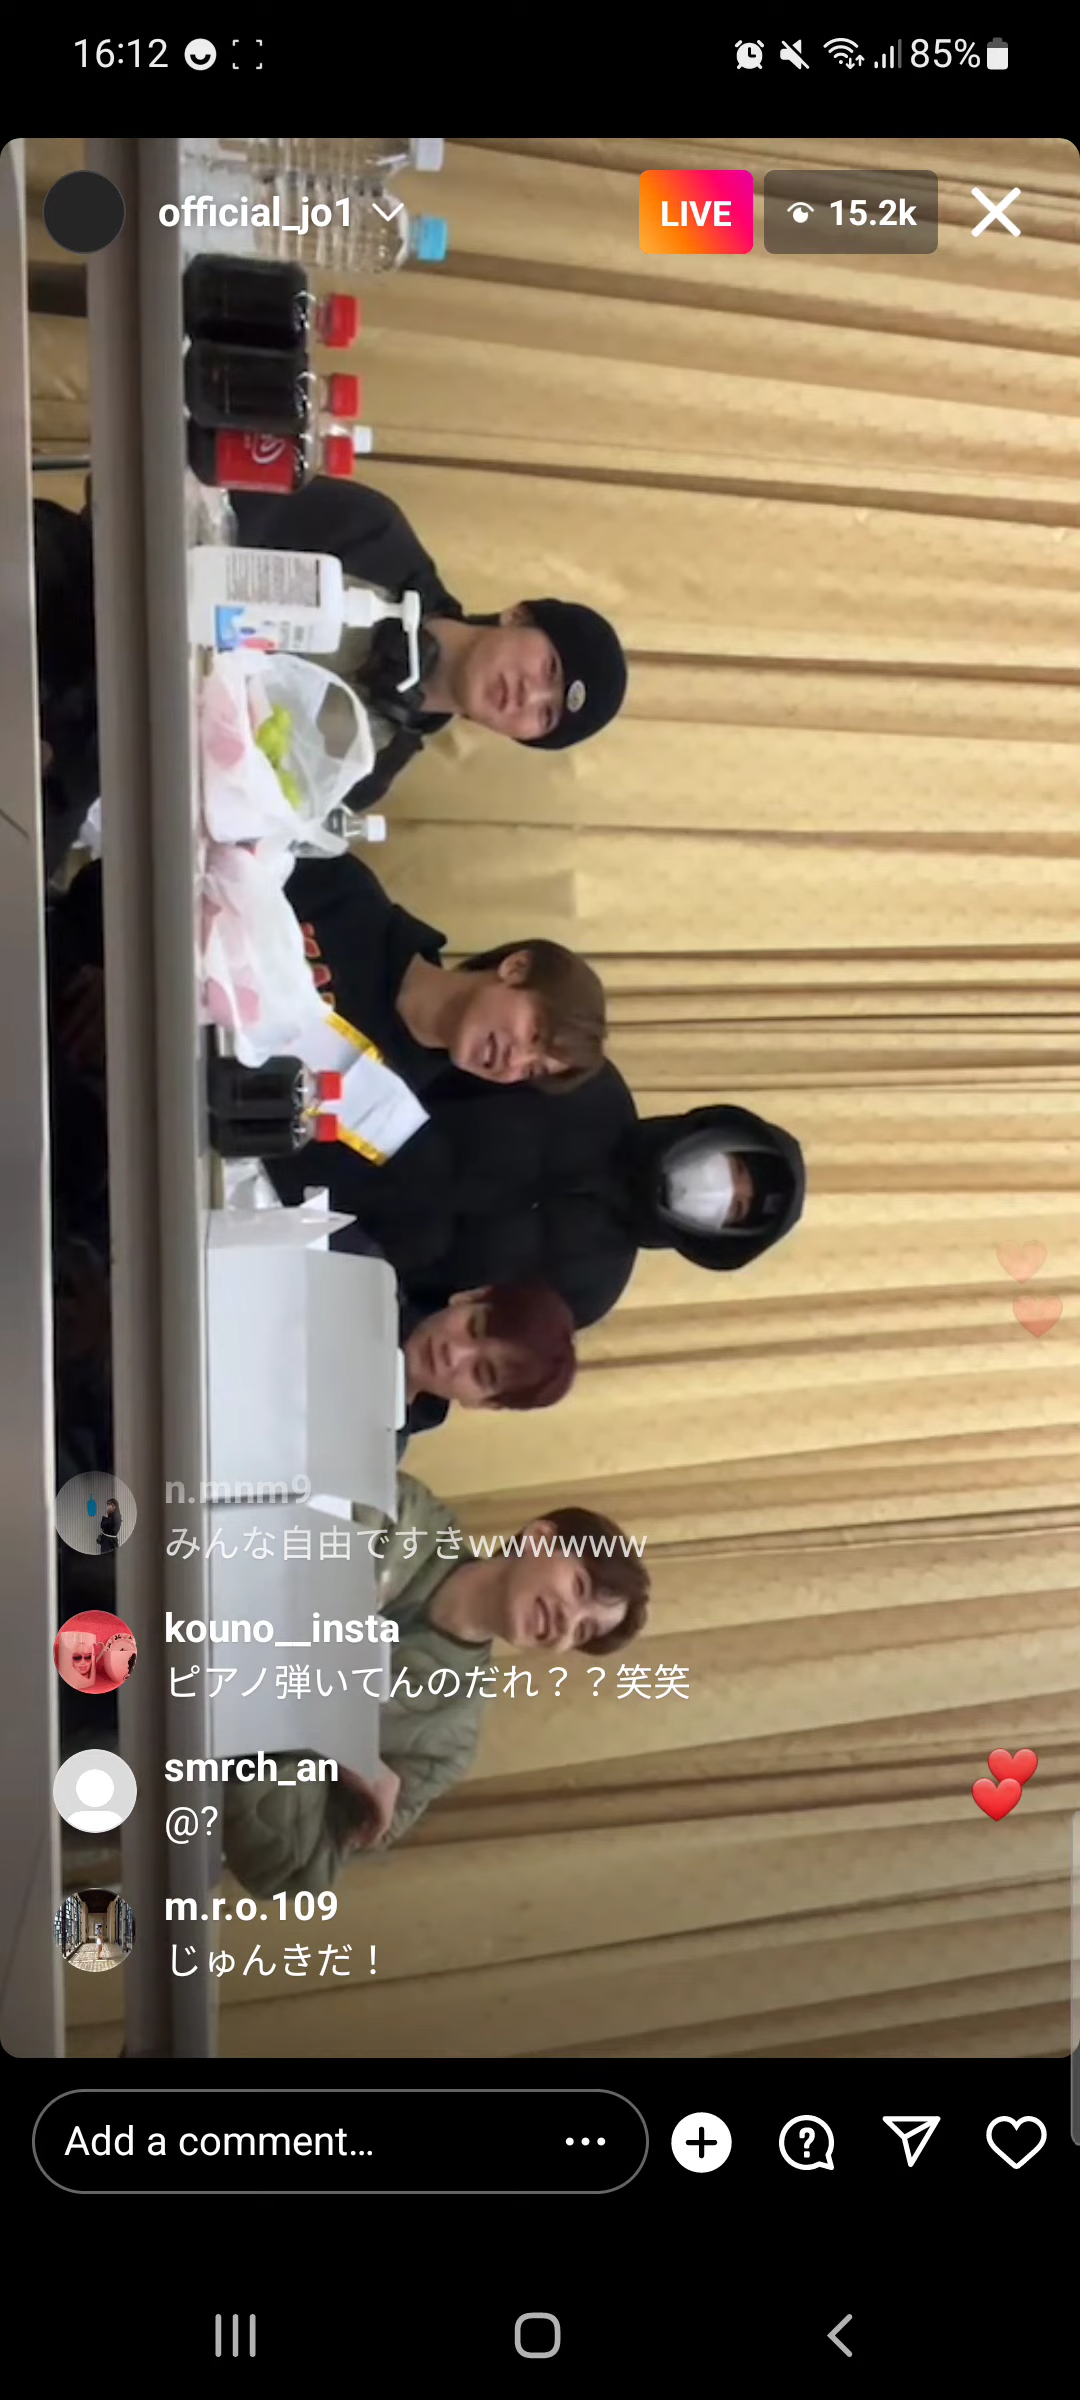 16:12
85%
official_jo1
LIVE
15.2k
n.mnm9
みんな自由ですきwwwwww
kouno__insta
ピアノ弾いてんのだれ？？笑笑
smrch_an
@?
m.r.o.109
じゅんきだ！
Add a comment...